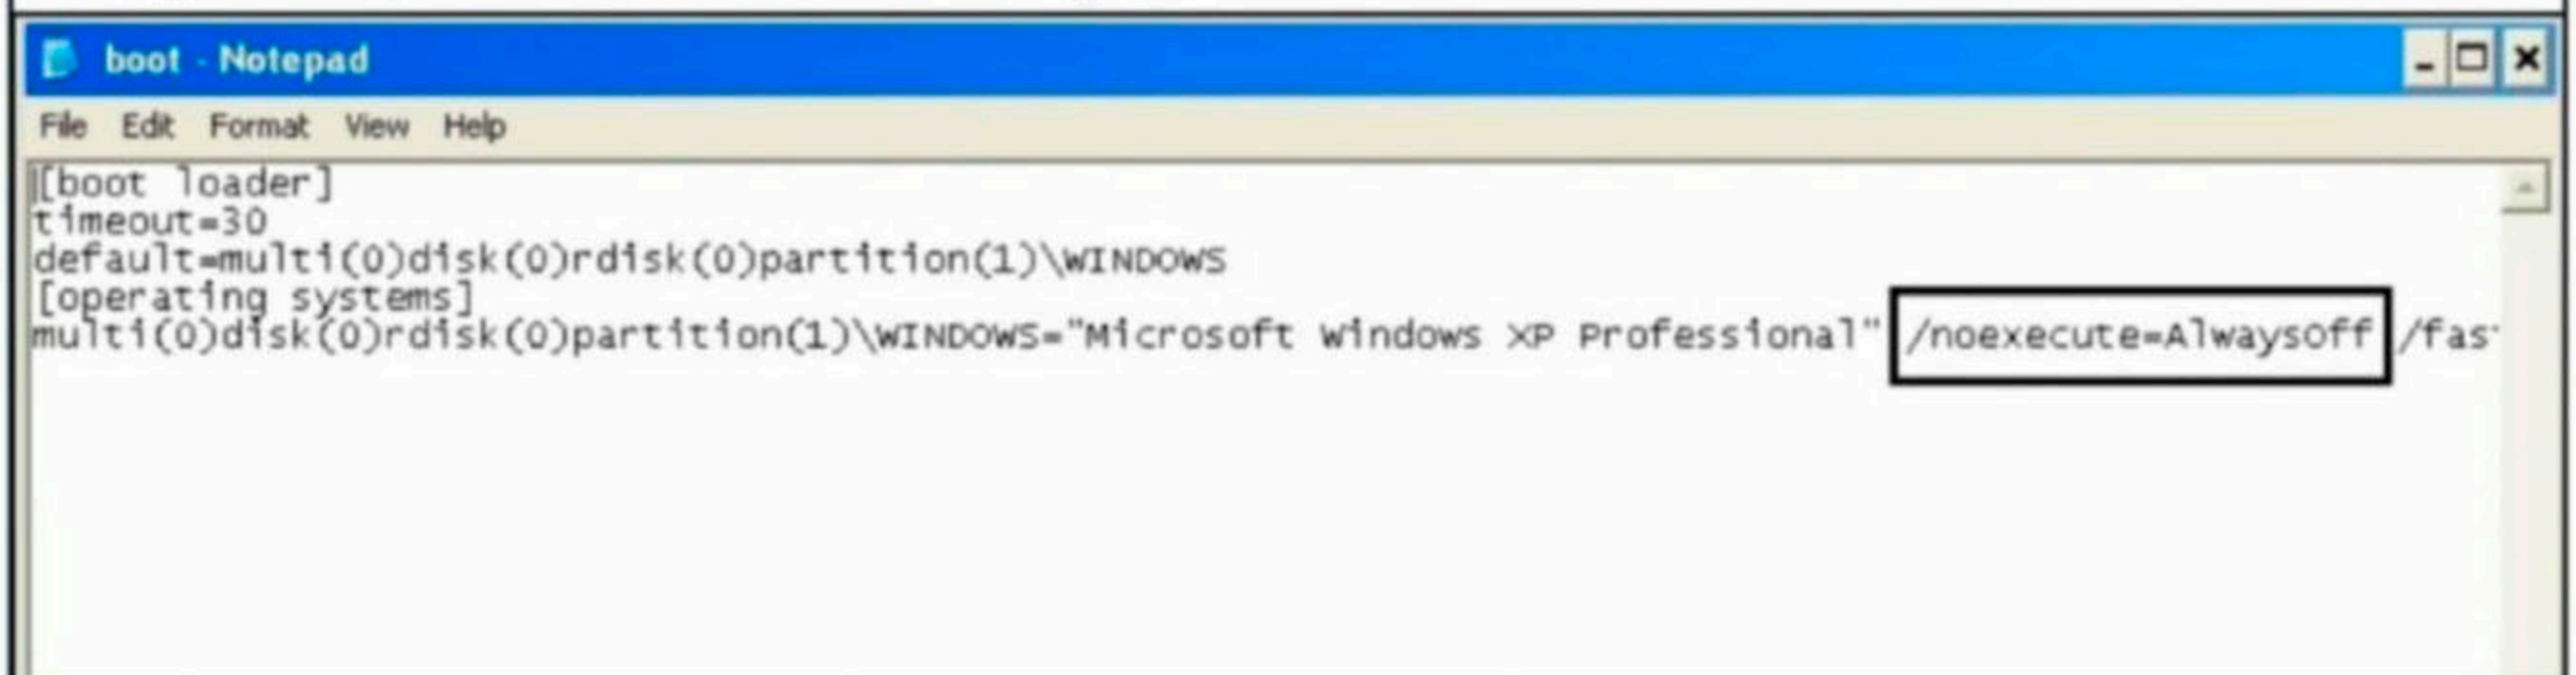 boot - Notepad
File Edit Format View Help
[boot loader]
timeout=30
default=multi(0)disk(0)rdisk(0)partition(1)\WINDOWS
[operating systems]
multi(0)disk(0)rdisk(0)partition(1)\WINDOWS="Microsoft Windows XP Professional" /noexecute=AlwaysOff /fas